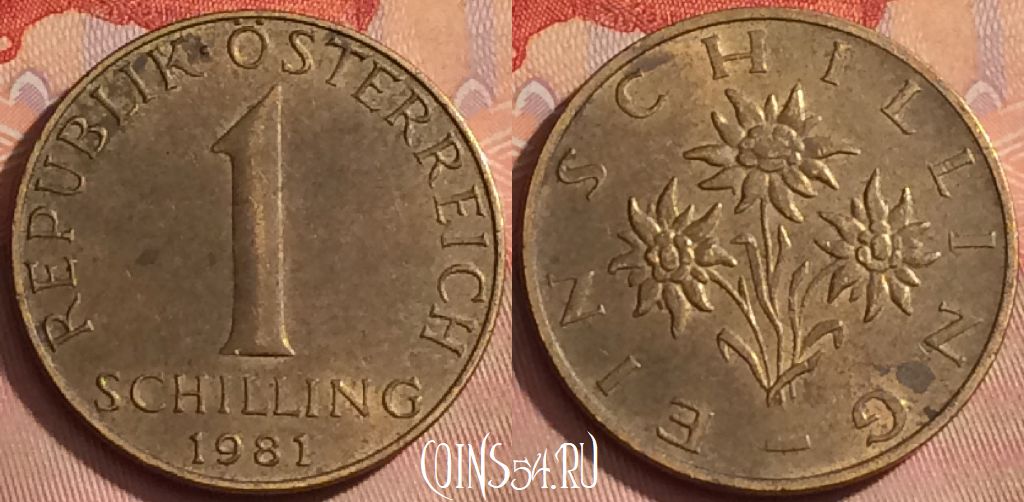 REPUBLIK ÖSTERREICH
1
SCHILLING
1981
EIN SCHILLING
COINS54.RU